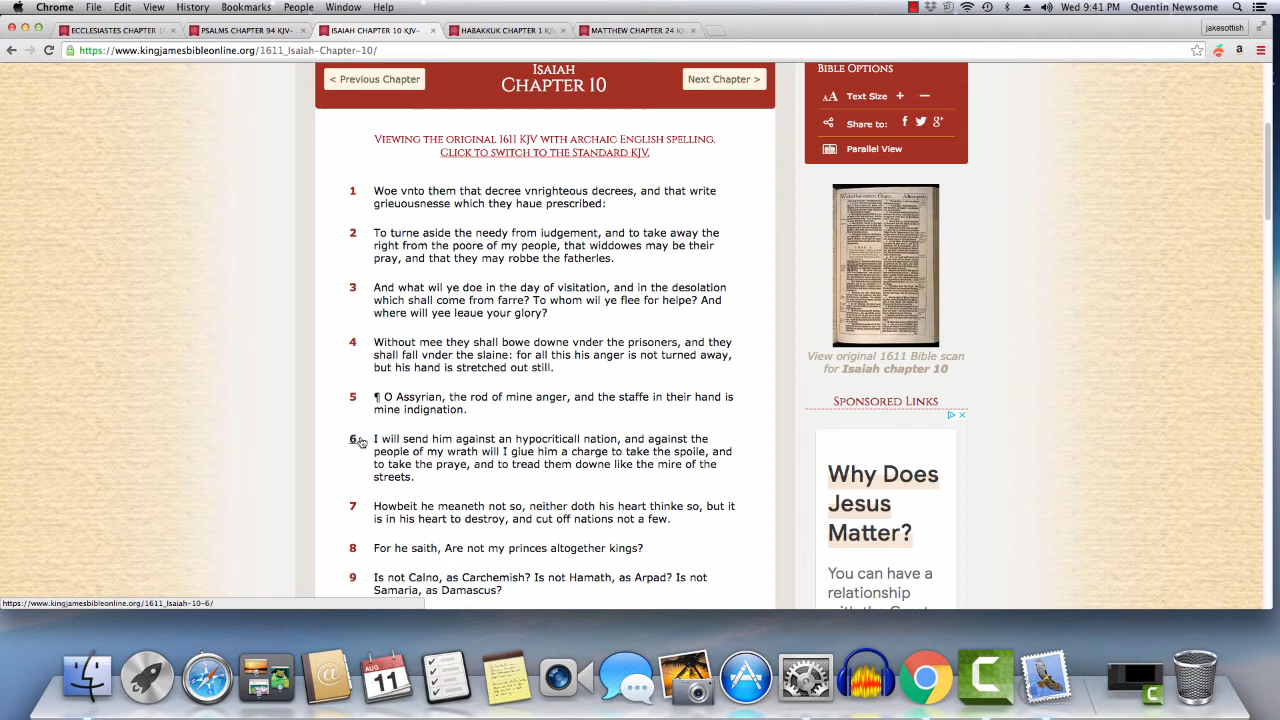 Chrome File Edit View History Bookmarks People Window Help Wed 9:41 PM Quentin Newsome
ECCLESIASTES CHAPTER 1 PSALMS CHAPTER 94 KJV- ISAIAH CHAPTER 10 KJV- HABAKKUK CHAPTER 1 KJV MATTHEW CHAPTER 24 KJV jakesotlish
https://www.kingjamesbibleonline.org/1611_Isaiah-Chapter-10/
< Previous Chapter
Isaiah
Chapter 10
Next Chapter >
Viewing the original 1611 KJV with archaic English spelling.
Click to switch to the Standard KJV.
1 Woe vnto them that decree vnrighteous decrees, and that write
grieuousnesse which they haue prescribed:
2 To turne aside the needy from iudgement, and to take away the
right from the poore of my people, that widdowes may be their
pray, and that they may robbe the fatherles.
3 And what wil ye doe in the day of visitation, and in the desolation
which shall come from farre? To whom wil ye flee for helpe? And
where will yee leaue your glory?
4 Without mee they shall bowe downe vnder the prisoners, and they
shall fall vnder the slaine: for all this his anger is not turned away,
but his hand is stretched out still.
5 ¶ O Assyrian, the rod of mine anger, and the staffe in their hand is
mine indignation.
6 I will send him against an hypocriticall nation, and against the
people of my wrath will I giue him a charge to take the spoile, and
to take the praye, and to tread them downe like the mire of the
streets.
7 Howbeit he meaneth not so, neither doth his heart thinke so, but it
is in his heart to destroy, and cut off nations not a few.
8 For he saith, Are not my princes altogether kings?
9 Is not Calno, as Carchemish? Is not Hamath, as Arpad? Is not
Samaria, as Damascus?
Bible Options
AA Text Size + −
Share to: f g+
Parallel View
View original 1611 Bible scan
for Isaiah chapter 10
Sponsored Links
Why Does
Jesus
Matter?
You can have a
relationship
https://www.kingjamesbibleonline.org/1611_Isaiah-10-6/
AUG
11